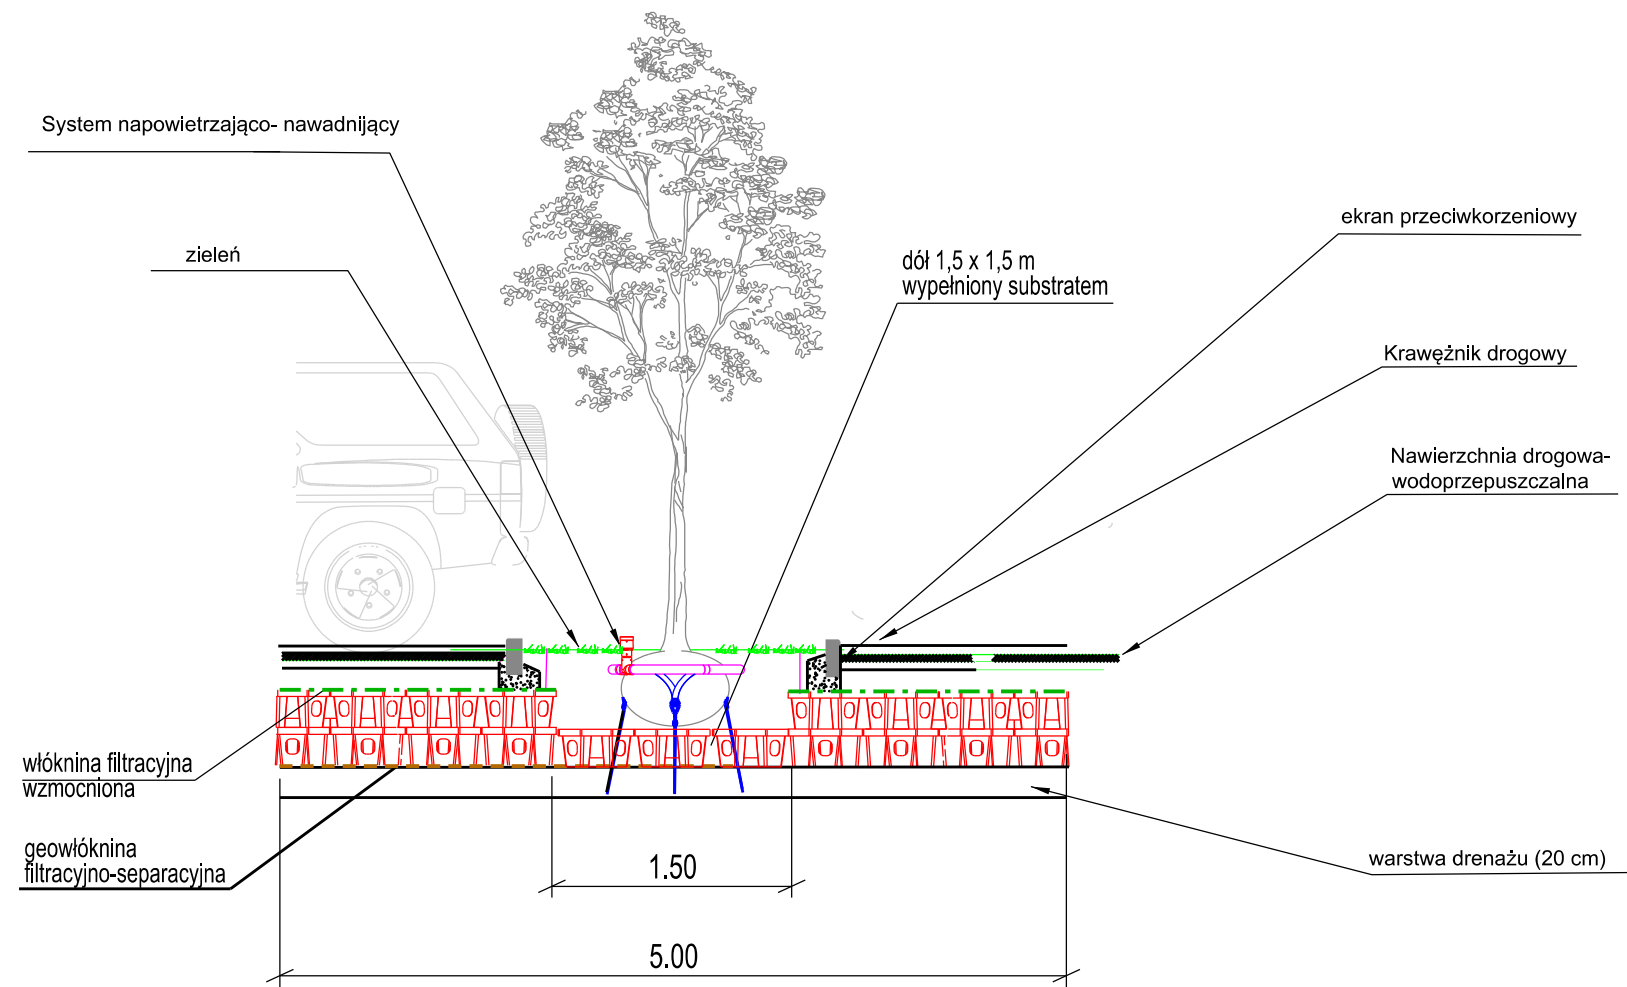 System napowietrzająco- nawadnijący
zieleń
dół 1,5 x 1,5 m
wypełniony substratem
ekran przeciwkorzeniowy
Krawężnik drogowy
Nawierzchnia drogowa-
wodoprzepuszczalna
włóknina filtracyjna
wzmocniona
geowłóknina
filtracyjno-separacyjna
1.50
warstwa drenażu (20 cm)
5.00